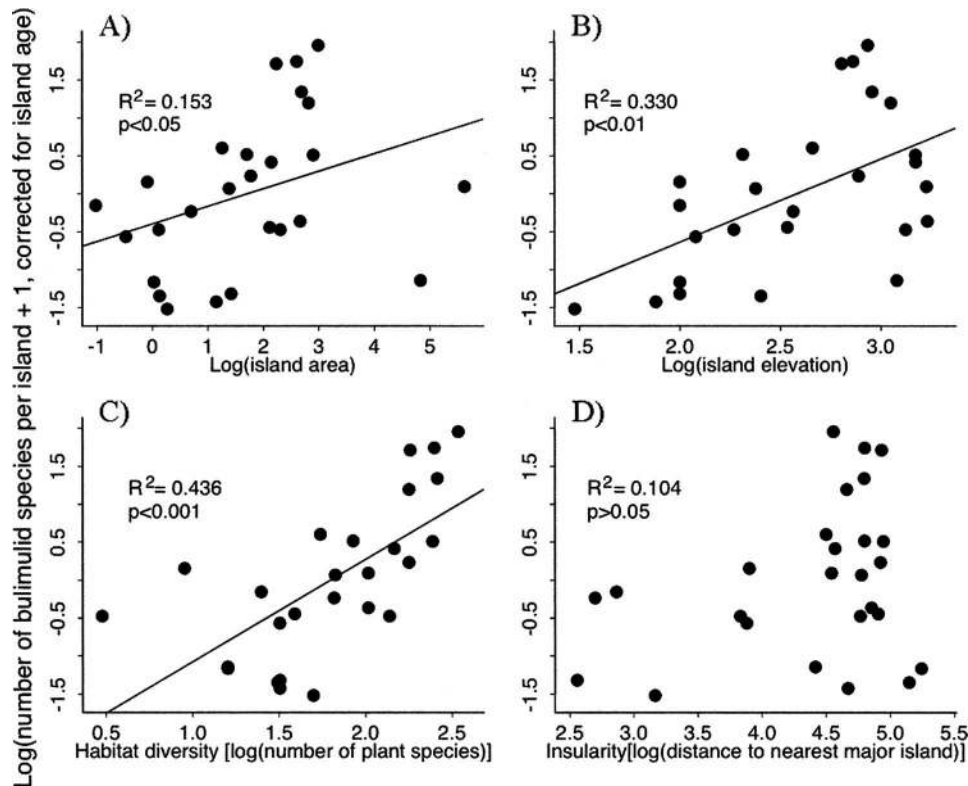 Log(number of bulimulid species per island + 1, corrected for island age)
A)
R²= 0.153
p<0.05
1.5
0.5
-0.5
-1.5
-1 0 1 2 3 4 5
Log(island area)
B)
R²= 0.330
p<0.01
1.5
0.5
-0.5
-1.5
1.5 2.0 2.5 3.0
Log(island elevation)
C)
R²= 0.436
p<0.001
1.5
0.5
-0.5
-1.5
0.5 1.0 1.5 2.0 2.5
Habitat diversity [log(number of plant species)]
D)
R²= 0.104
p>0.05
1.5
0.5
-0.5
-1.5
2.5 3.0 3.5 4.0 4.5 5.0 5.5
Insularity[log(distance to nearest major island)]